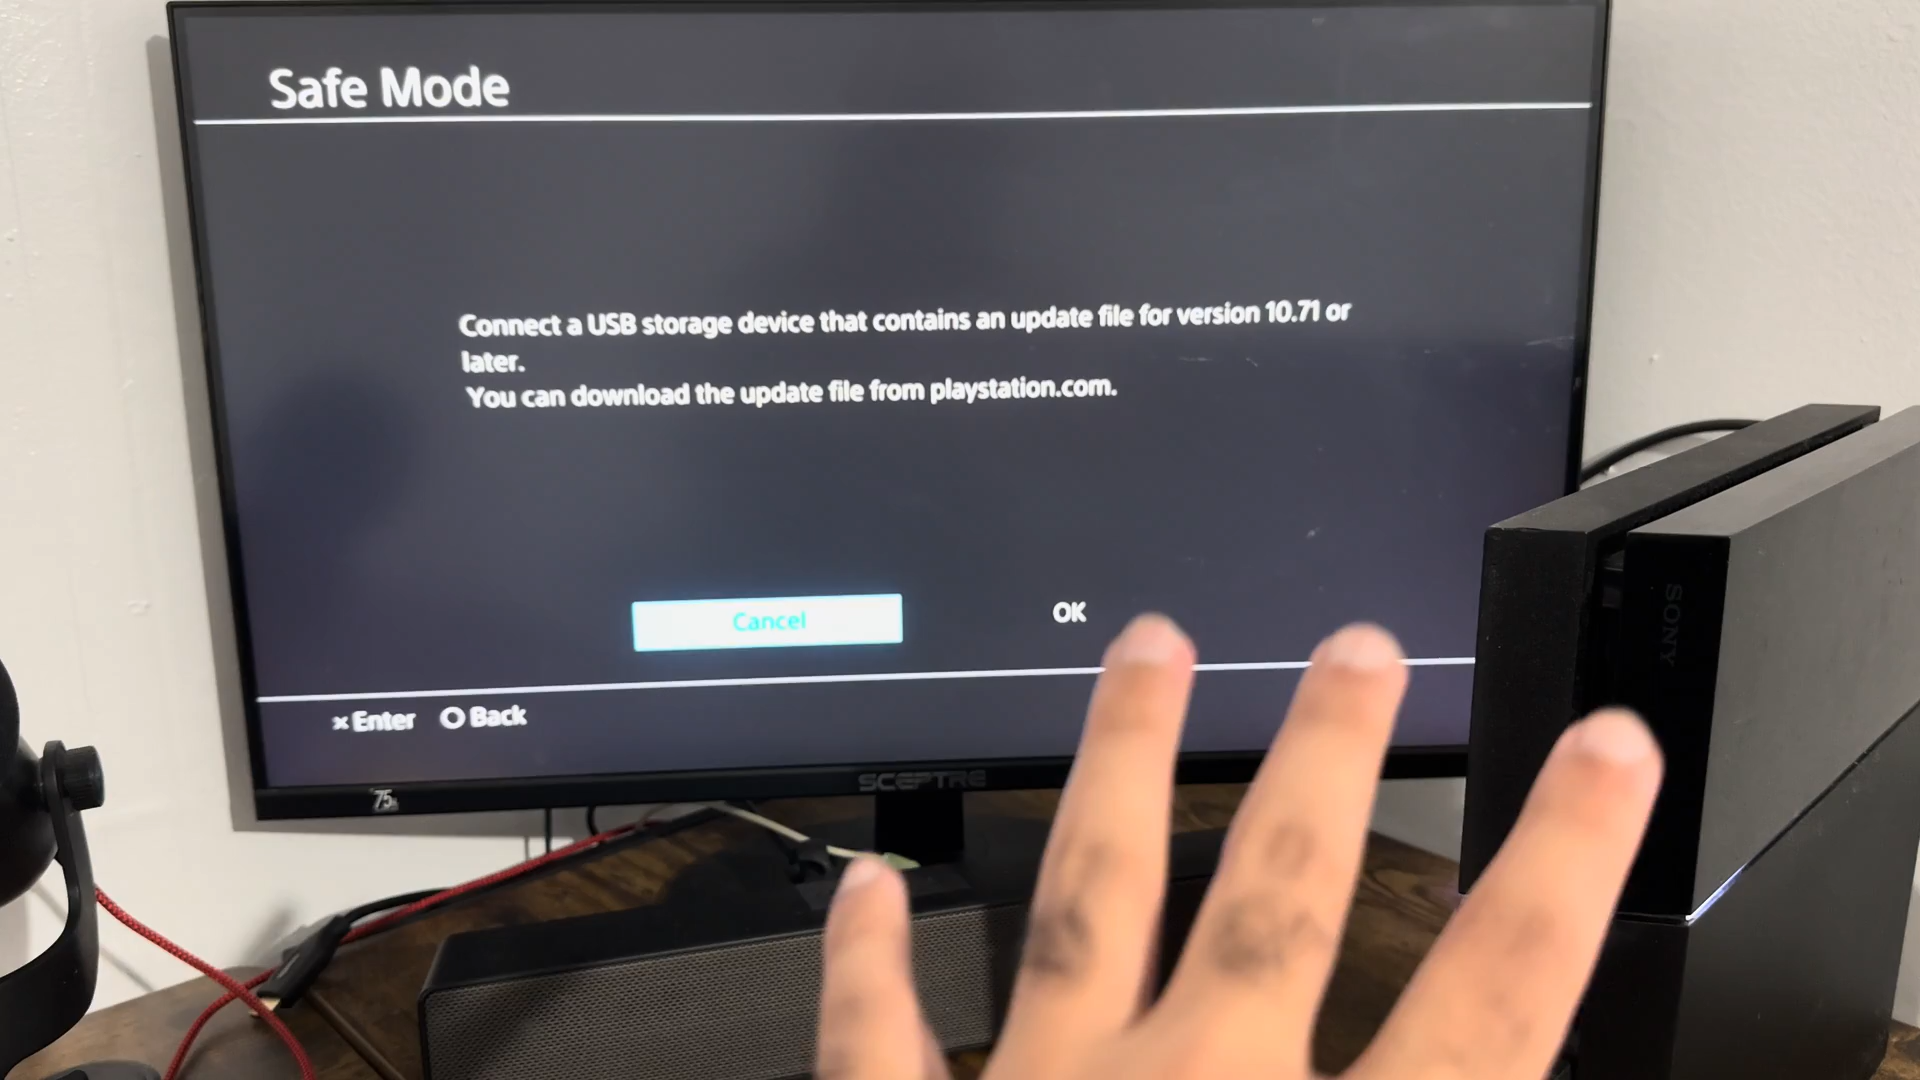 Safe Mode
Connect a USB storage device that contains an update file for version 10.71 or
later.
You can download the update file from playstation.com.
Cancel
OK
× Enter
O Back
SCEPTRE
75
SONY